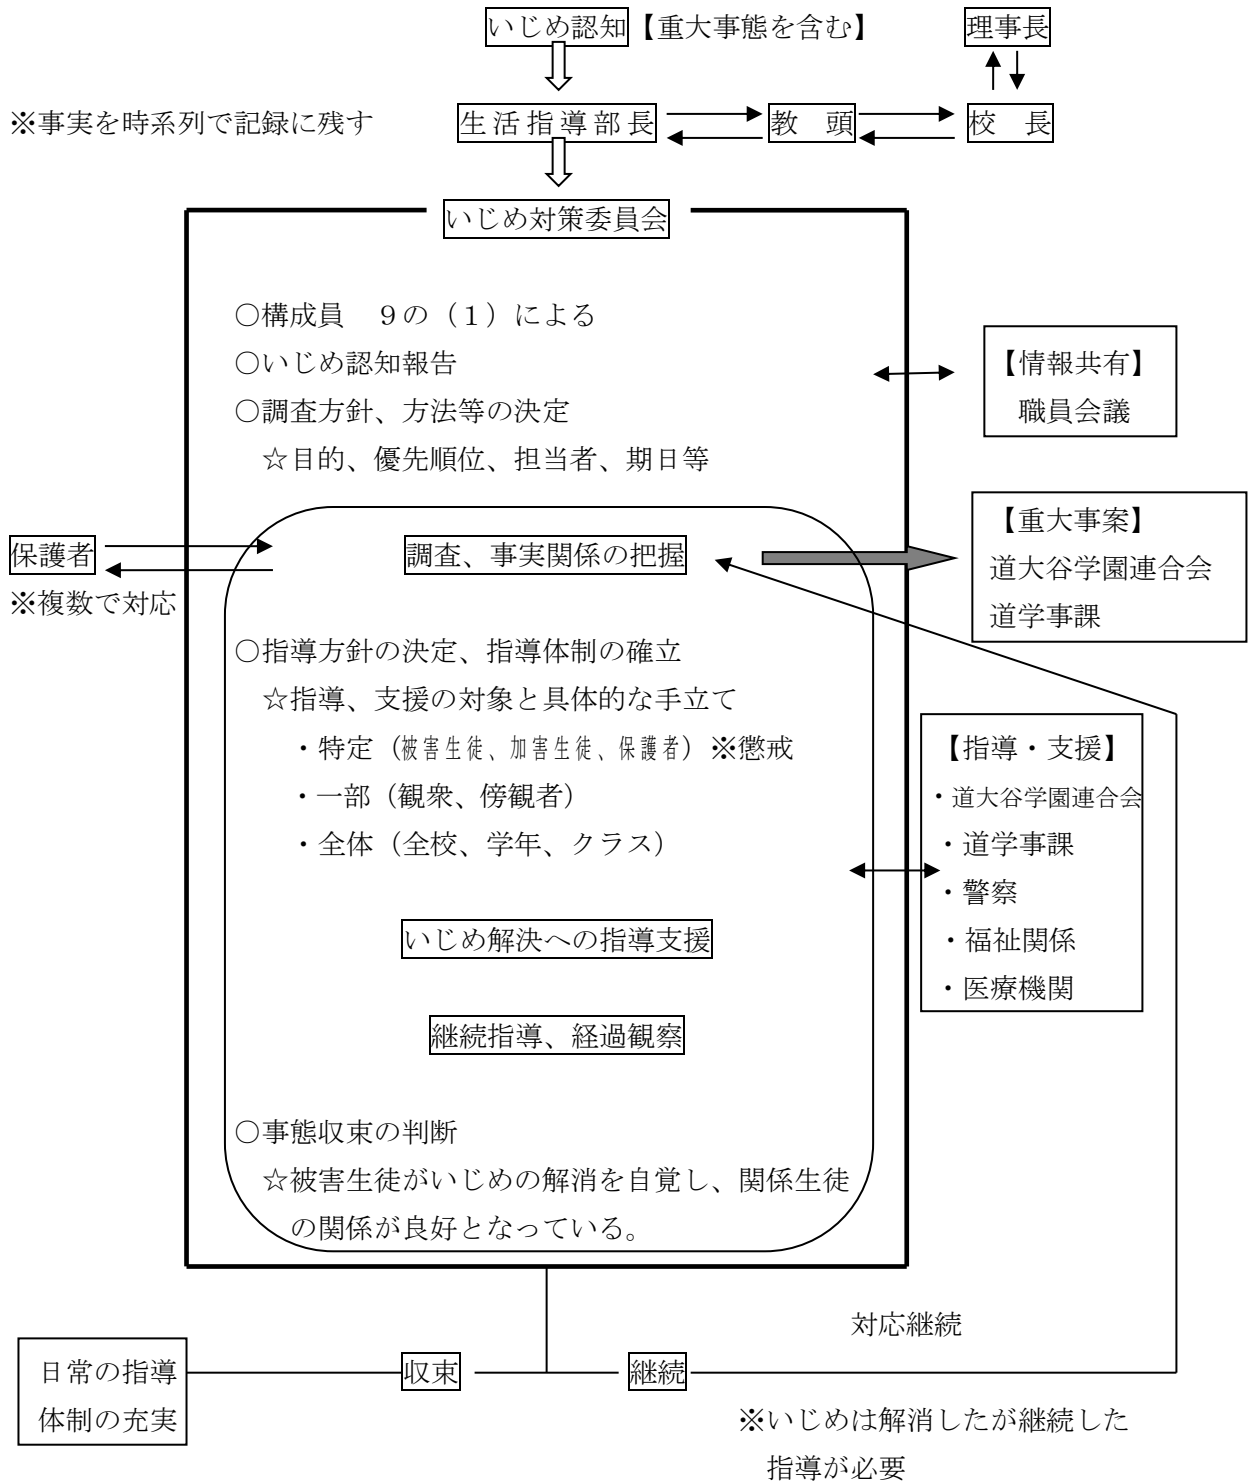 いじめ認知【重大事態を含む】
理事長
※事実を時系列で記録に残す
生活指導部長
教　頭
校　長
いじめ対策委員会
○構成員　９の（１）による
○いじめ認知報告
○調査方針、方法等の決定
☆目的、優先順位、担当者、期日等
【情報共有】
職員会議
保護者
※複数で対応
調査、事実関係の把握
【重大事案】
道大谷学園連合会
道学事課
○指導方針の決定、指導体制の確立
☆指導、支援の対象と具体的な手立て
・特定（被害生徒、加害生徒、保護者）※懲戒
・一部（観衆、傍観者）
・全体（全校、学年、クラス）
【指導・支援】
・道大谷学園連合会
・道学事課
・警察
・福祉関係
・医療機関
いじめ解決への指導支援
継続指導、経過観察
○事態収束の判断
☆被害生徒がいじめの解消を自覚し、関係生徒
の関係が良好となっている。
対応継続
日常の指導
体制の充実
収束
継続
※いじめは解消したが継続した
指導が必要